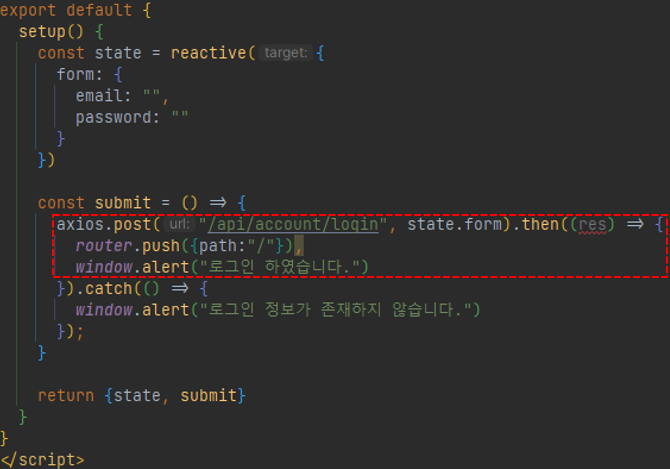 export default {
setup() {
const state = reactive( target: {
form: {
email: "",
password: ""
}
})
const submit = () => {
axios.post( url: "/api/account/login", state.form).then((res) => {
router.push({path:"/"}),
window.alert("로그인 하였습니다.")
}).catch(() => {
window.alert("로그인 정보가 존재하지 않습니다.")
});
}
return {state, submit}
}
}
</script>